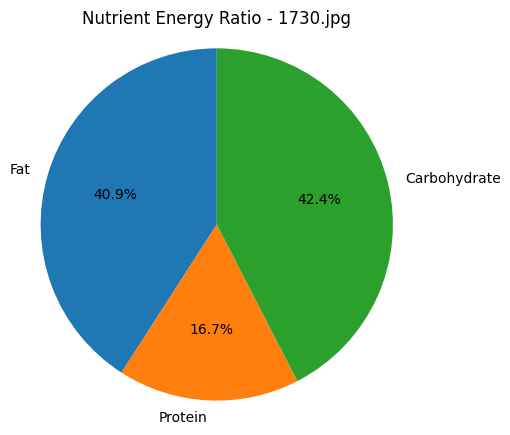 Nutrient Energy Ratio - 1730.jpg
Fat
40.9%
Carbohydrate
42.4%
16.7%
Protein